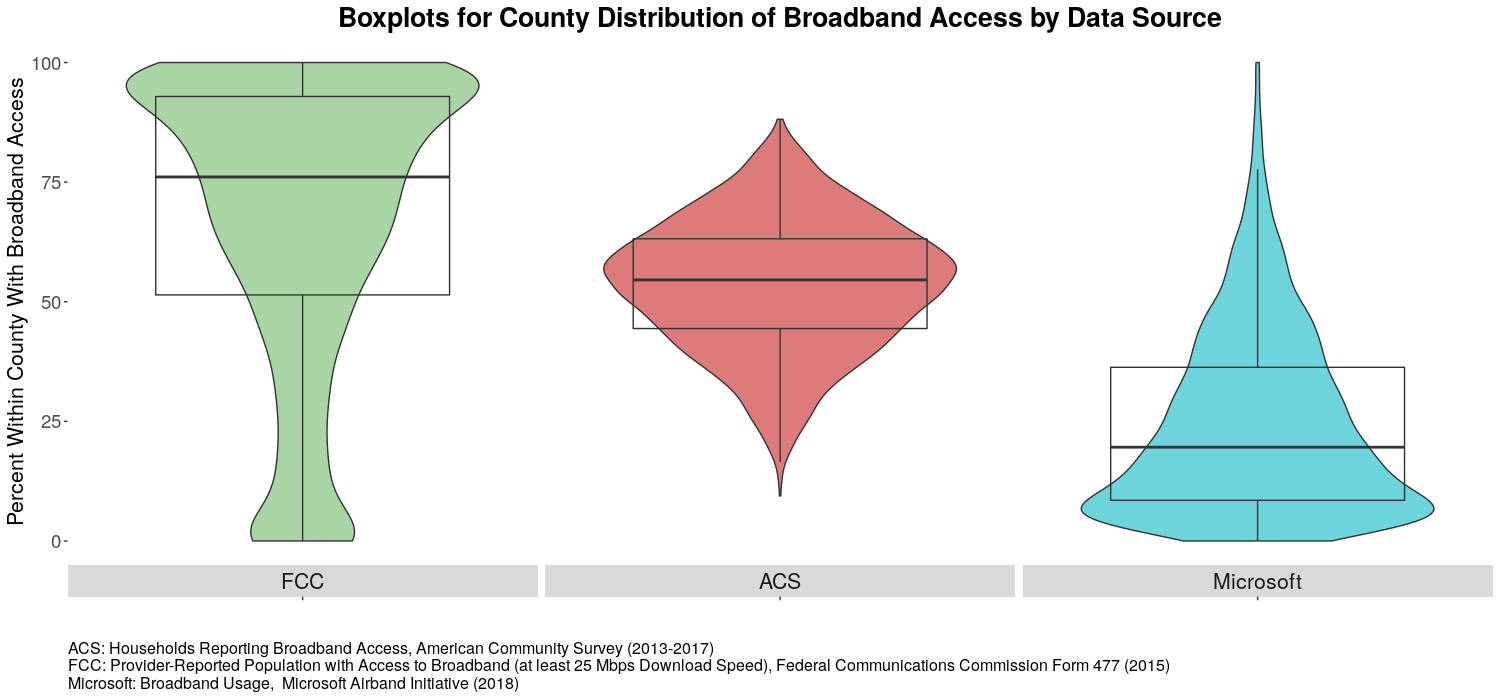 Boxplots for County Distribution of Broadband Access by Data Source
Percent Within County With Broadband Access
100
75
50
25
0
FCC
ACS
Microsoft
ACS: Households Reporting Broadband Access, American Community Survey (2013-2017)
FCC: Provider-Reported Population with Access to Broadband (at least 25 Mbps Download Speed), Federal Communications Commission Form 477 (2015)
Microsoft: Broadband Usage,  Microsoft Airband Initiative (2018)